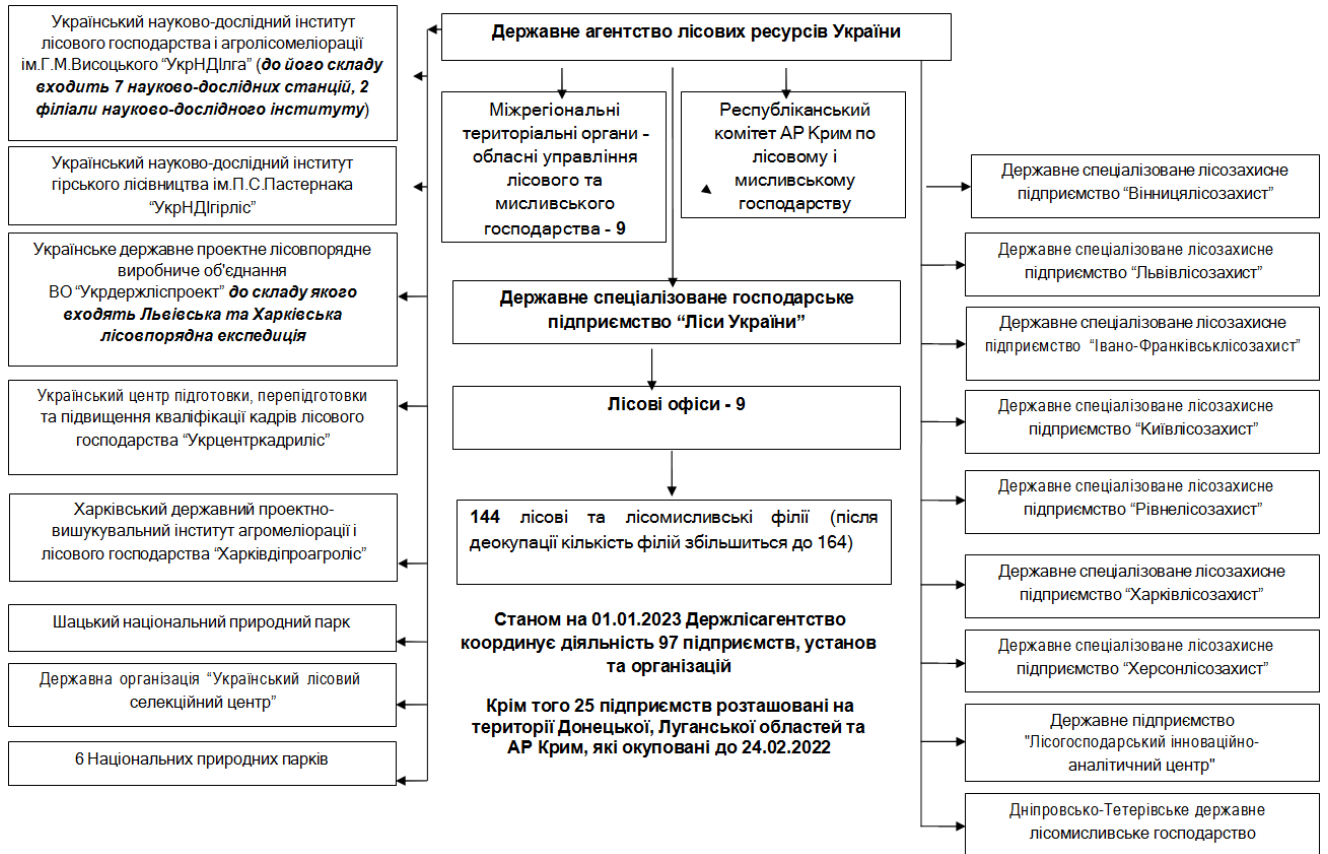 Український науково-дослідний інститут
лісового господарства і агролісомеліорації
ім.Г.М.Висоцького “УкрНДІлга” (до його складу
входить 7 науково-дослідних станцій, 2
філіали науково-дослідного інституту)
Український науково-дослідний інститут
гірського лісівництва ім.П.С.Пастернака
“УкрНДІгірліс”
Українське державне проектне лісовпорядне
виробниче об'єднання
ВО “Укрдержліспроект” до складу якого
входять Львівська та Харківська
лісовпорядна експедиція
Український центр підготовки, перепідготовки
та підвищення кваліфікації кадрів лісового
господарства “Укрцентркадриліс”
Харківський державний проектно-
вишукувальний інститут агромеліорації і
лісового господарства “Харківдіпроагроліс”
Шацький національний природний парк
Державна організація “Український лісовий
селекційний центр”
6 Національних природних парків
Державне агентство лісових ресурсів України
Міжрегіональні
територіальні органи -
обласні управління
лісового та
мисливського
господарства - 9
Республіканський
комітет АР Крим по
лісовому і
мисливському
господарству
Державне спеціалізоване господарське
підприємство “Ліси України”
Лісові офіси - 9
144 лісові та лісомисливські філії (після
деокупації кількість філій збільшиться до 164)
Станом на 01.01.2023 Держлісагентство
координує діяльність 97 підприємств, установ
та організацій
Крім того 25 підприємств розташовані на
території Донецької, Луганської областей та
АР Крим, які окуповані до 24.02.2022
Державне спеціалізоване лісозахисне
підприємство “Вінницялісозахист”
Державне спеціалізоване лісозахисне
підприємство “Львівлісозахист”
Державне спеціалізоване лісозахисне
підприємство “Івано-Франківськлісозахист”
Державне спеціалізоване лісозахисне
підприємство “Київлісозахист”
Державне спеціалізоване лісозахисне
підприємство “Рівнелісозахист”
Державне спеціалізоване лісозахисне
підприємство “Харківлісозахист”
Державне спеціалізоване лісозахисне
підприємство “Херсонлісозахист”
Державне підприємство
"Лісогосподарський інноваційно-
аналітичний центр"
Дніпровсько-Тетерівське державне
лісомисливське господарство